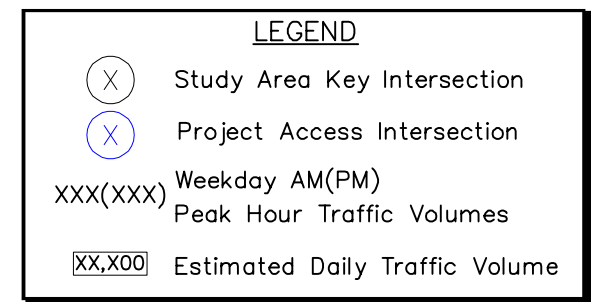 LEGEND
X Study Area Key Intersection
X Project Access Intersection
XXX(XXX) Weekday AM(PM)
Peak Hour Traffic Volumes
XX,X00 Estimated Daily Traffic Volume